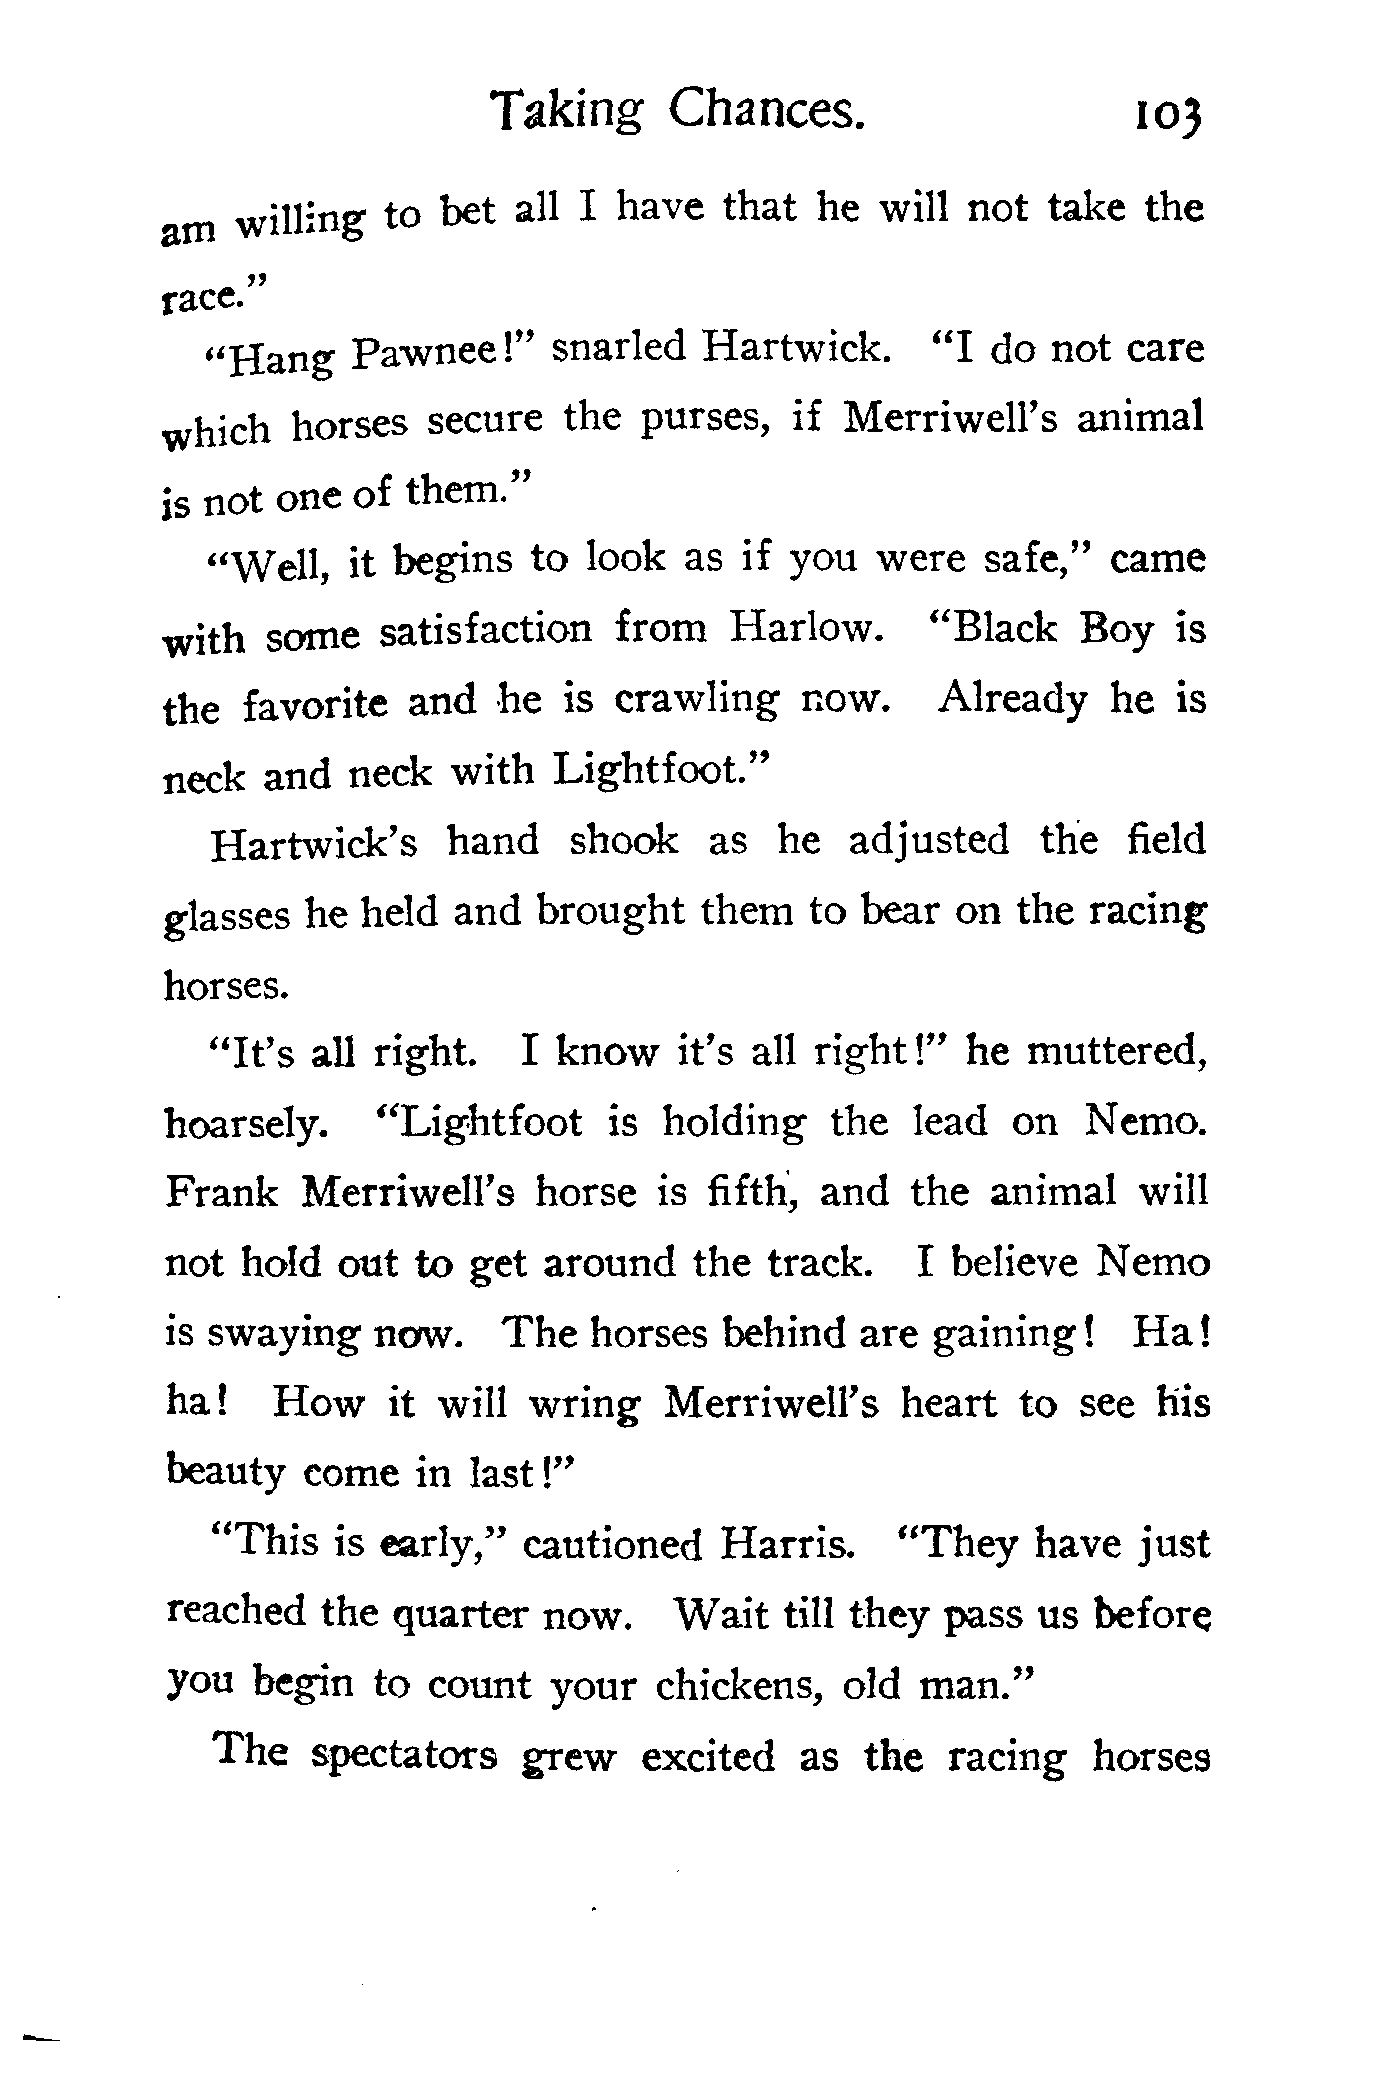 Taking Chances. 103
am willing to bet all I have that he will not take the
race."
"Hang Pawnee!" snarled Hartwick. "I do not care
which horses secure the purses, if Merriwell's animal
is not one of them."
"Well, it begins to look as if you were safe," came
with some satisfaction from Harlow. "Black Boy is
the favorite and he is crawling now. Already he is
neck and neck with Lightfoot."
Hartwick's hand shook as he adjusted the field
glasses he held and brought them to bear on the racing
horses.
"It's all right. I know it's all right!" he muttered,
hoarsely. "Lightfoot is holding the lead on Nemo.
Frank Merriwell's horse is fifth, and the animal will
not hold out to get around the track. I believe Nemo
is swaying now. The horses behind are gaining! Ha!
ha! How it will wring Merriwell's heart to see his
beauty come in last!"
"This is early," cautioned Harris. "They have just
reached the quarter now. Wait till they pass us before
you begin to count your chickens, old man."
The spectators grew excited as the racing horses